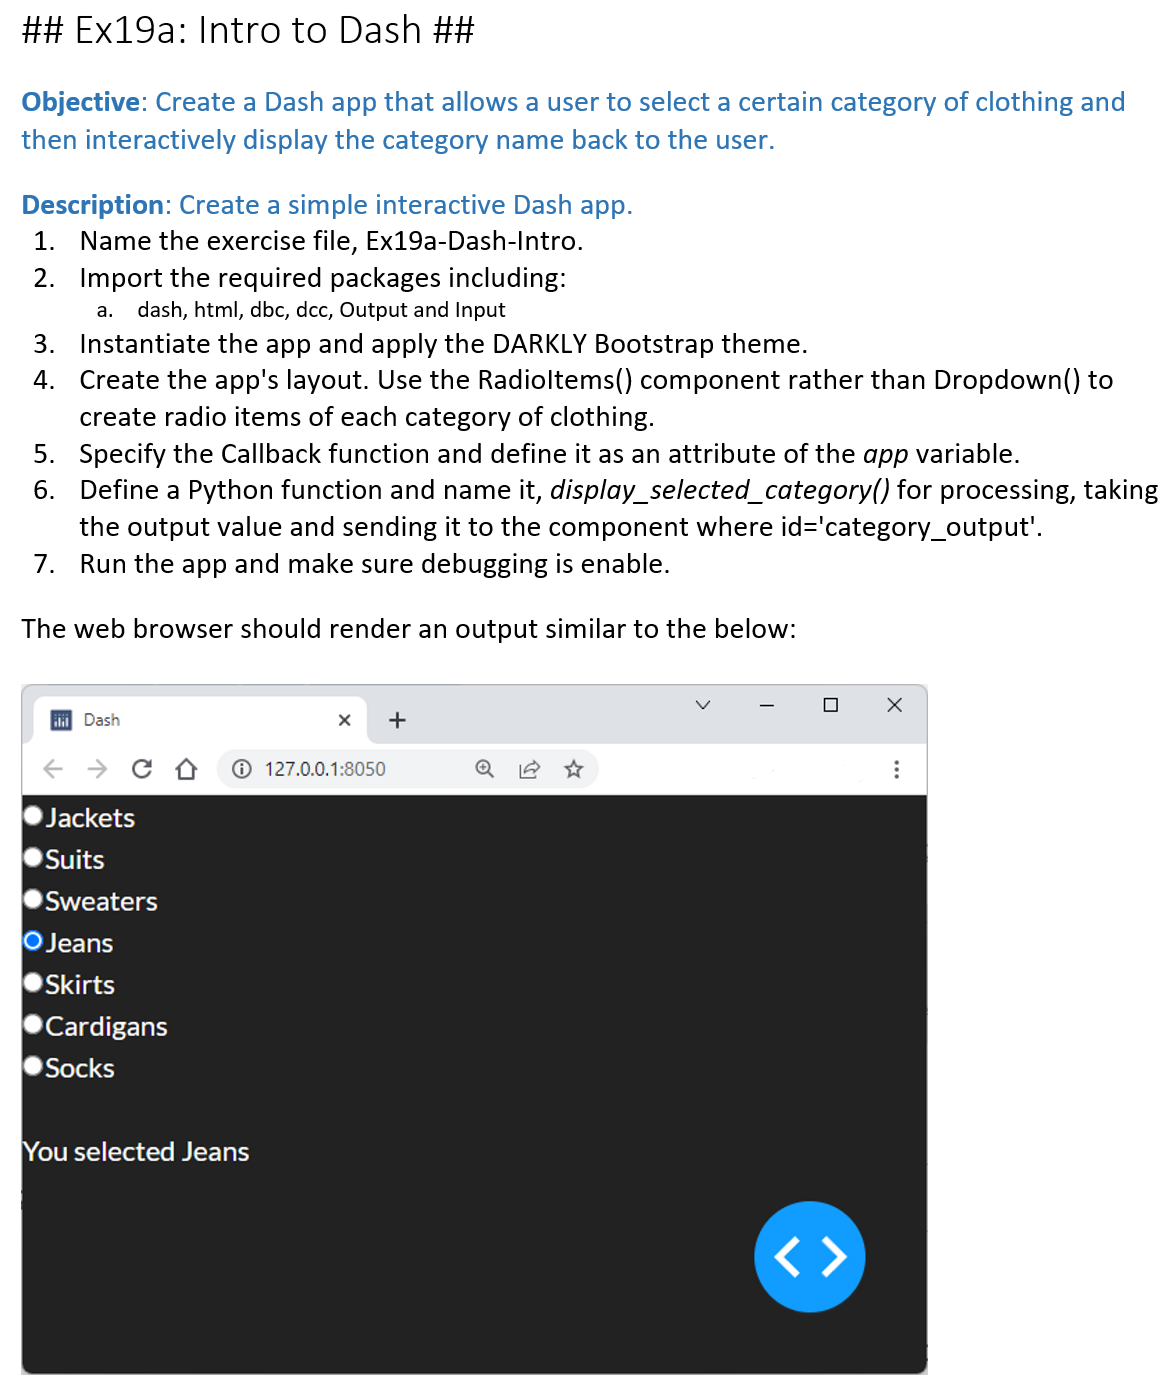 ## Ex19a: Intro to Dash ##
Objective: Create a Dash app that allows a user to select a certain category of clothing and
then interactively display the category name back to the user.
Description: Create a simple interactive Dash app.
1. Name the exercise file, Ex19a-Dash-Intro.
2. Import the required packages including:
a. dash, html, dbc, dcc, Output and Input
3. Instantiate the app and apply the DARKLY Bootstrap theme.
4. Create the app's layout. Use the RadioItems() component rather than Dropdown() to
create radio items of each category of clothing.
5. Specify the Callback function and define it as an attribute of the app variable.
6. Define a Python function and name it, display_selected_category() for processing, taking
the output value and sending it to the component where id='category_output'.
7. Run the app and make sure debugging is enable.
The web browser should render an output similar to the below:
Dash
127.0.0.1:8050
Jackets
Suits
Sweaters
Jeans
Skirts
Cardigans
Socks
You selected Jeans